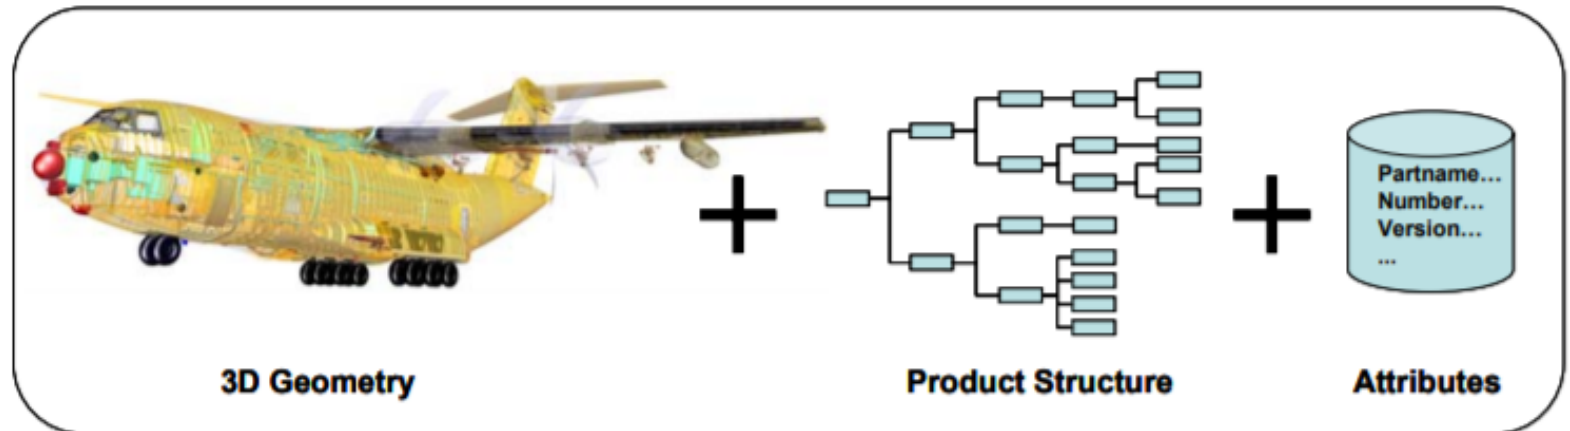 Partname...
Number...
Version...
...
3D Geometry
Product Structure
Attributes